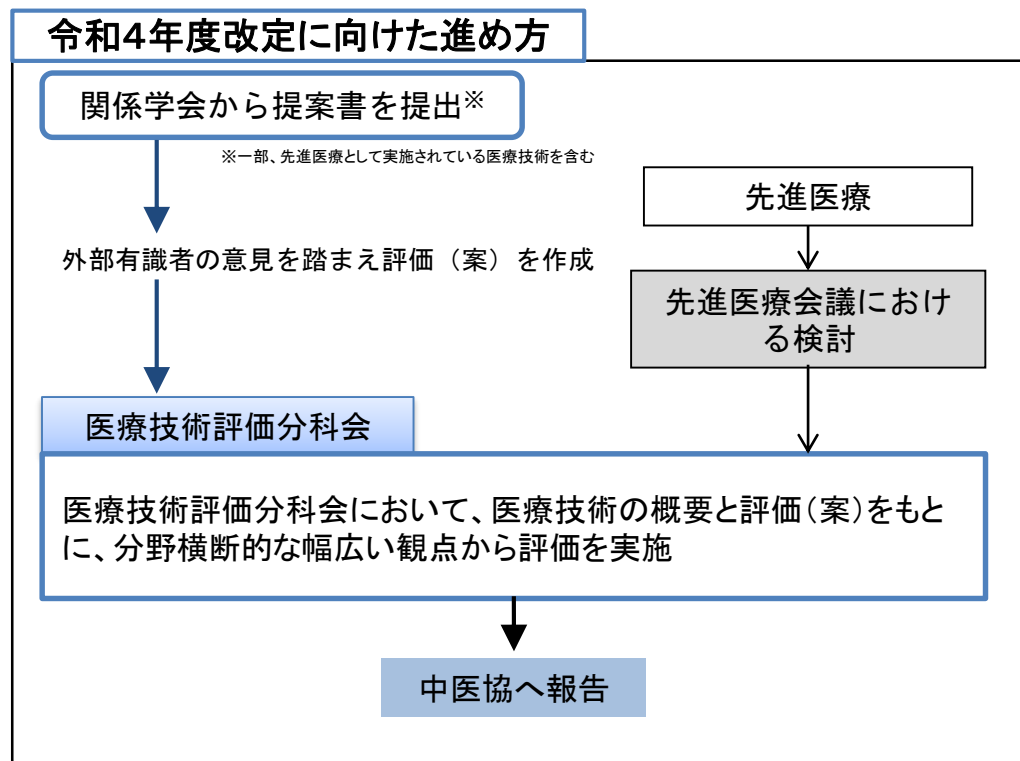 令和4年度改定に向けた進め方
関係学会から提案書を提出※
※一部、先進医療として実施されている医療技術を含む
外部有識者の意見を踏まえ評価（案）を作成
先進医療
先進医療会議におけ
る検討
医療技術評価分科会
医療技術評価分科会において、医療技術の概要と評価（案）をもと
に、分野横断的な幅広い観点から評価を実施
中医協へ報告